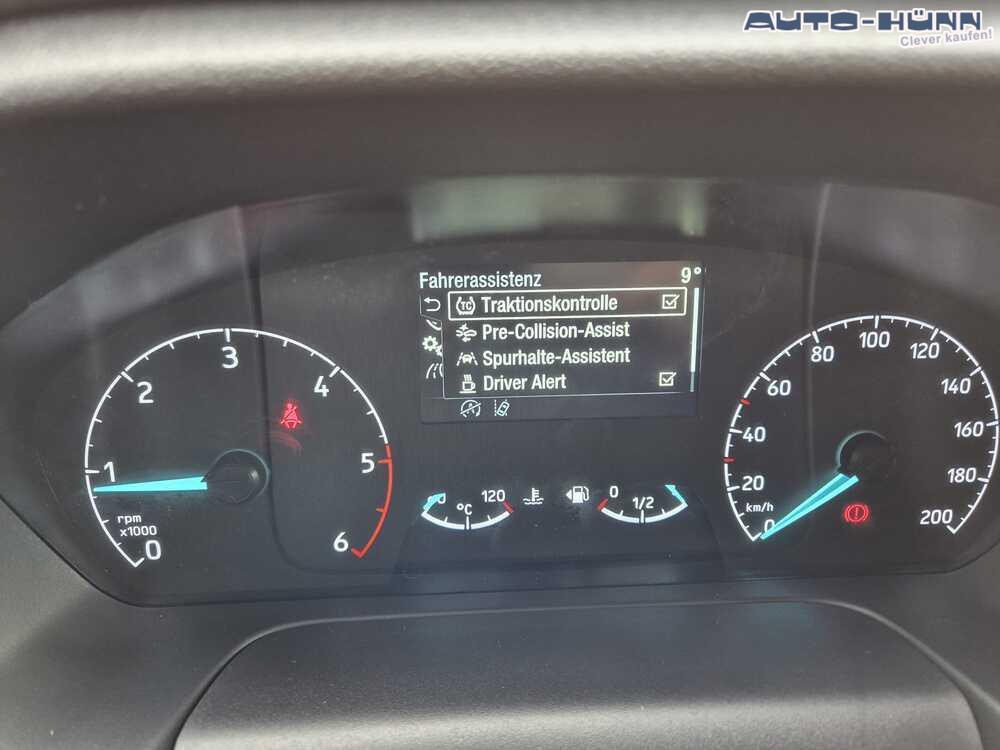 AUTO-HÜNN
Clever kaufen!
Fahrerassistenz 9°
TC Traktionskontrolle
Pre-Collision-Assist
Spurhalte-Assistent
Driver Alert
0 1 2 3 4 5 6
rpm
x1000
120
°C
0 1/2
0 20 40 60 80 100 120 140 160 180 200
km/h